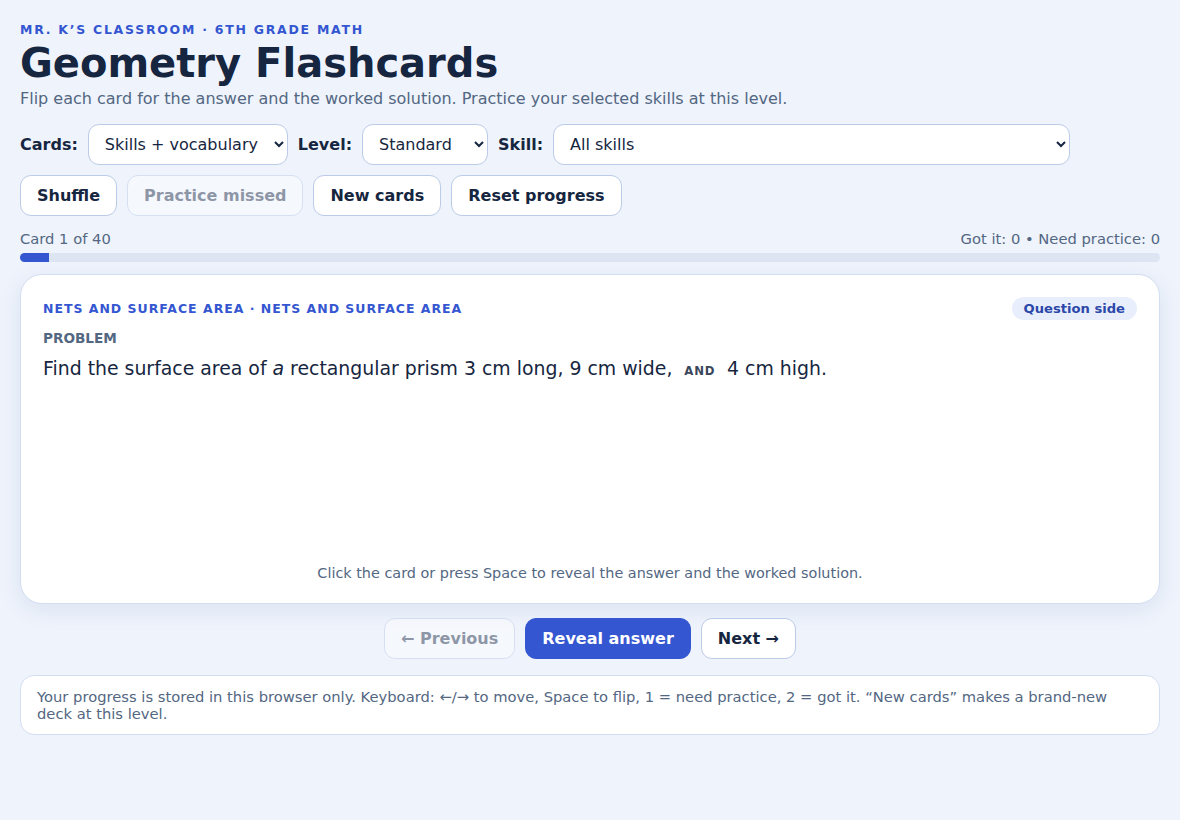 MR. K’S CLASSROOM · 6TH GRADE MATH
Geometry Flashcards
Flip each card for the answer and the worked solution. Practice your selected skills at this level.
Cards: Skills + vocabulary Level: Standard Skill: All skills
Shuffle Practice missed New cards Reset progress
Card 1 of 40 Got it: 0 • Need practice: 0
NETS AND SURFACE AREA · NETS AND SURFACE AREA Question side
PROBLEM
Find the surface area of a rectangular prism 3 cm long, 9 cm wide, AND 4 cm high.
Click the card or press Space to reveal the answer and the worked solution.
← Previous Reveal answer Next →
Your progress is stored in this browser only. Keyboard: ←/→ to move, Space to flip, 1 = need practice, 2 = got it. “New cards” makes a brand-new
deck at this level.